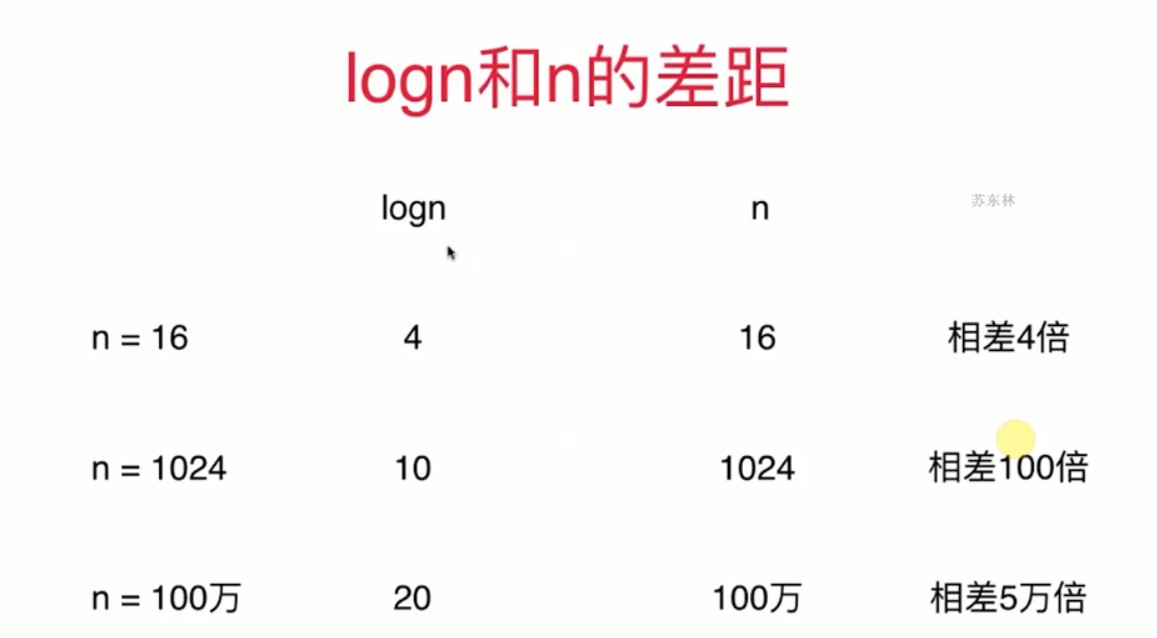 logn和n的差距
logn n 苏东林
n = 16 4 16 相差4倍
n = 1024 10 1024 相差100倍
n = 100万 20 100万 相差5万倍